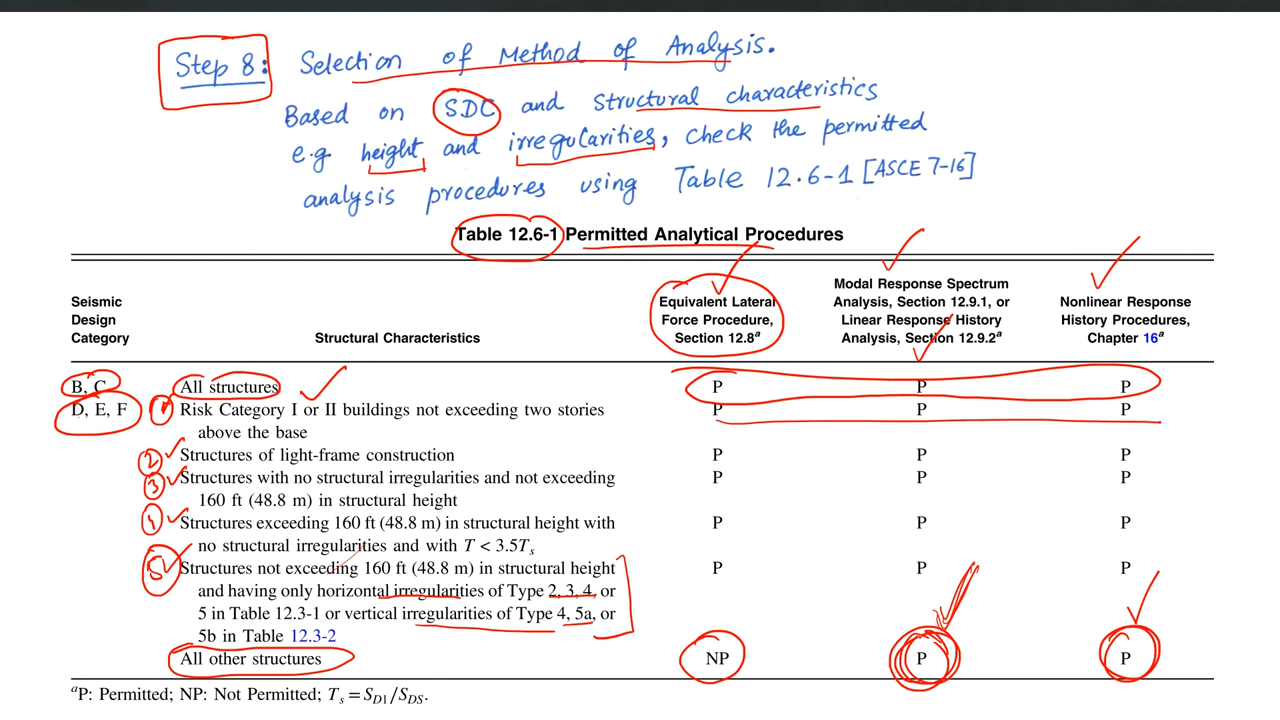 Step 8: Selection of Method of Analysis.
Based on SDC and structural characteristics
e.g height and irregularities, check the permitted
analysis procedures using Table 12.6-1 [ASCE 7-16]
Table 12.6-1 Permitted Analytical Procedures
Seismic Design Category
Structural Characteristics
Equivalent Lateral Force Procedure, Section 12.8a
Modal Response Spectrum Analysis, Section 12.9.1, or Linear Response History Analysis, Section 12.9.2a
Nonlinear Response History Procedures, Chapter 16a
B, C All structures P P P
D, E, F 1 Risk Category I or II buildings not exceeding two stories P P P
above the base
2 Structures of light-frame construction P P P
3 Structures with no structural irregularities and not exceeding P P P
160 ft (48.8 m) in structural height
4 Structures exceeding 160 ft (48.8 m) in structural height with P P P
no structural irregularities and with T < 3.5Ts
5 Structures not exceeding 160 ft (48.8 m) in structural height P P P
and having only horizontal irregularities of Type 2, 3, 4, or
5 in Table 12.3-1 or vertical irregularities of Type 4, 5a, or
5b in Table 12.3-2
All other structures NP P P
aP: Permitted; NP: Not Permitted; Ts = SD1/SDS.